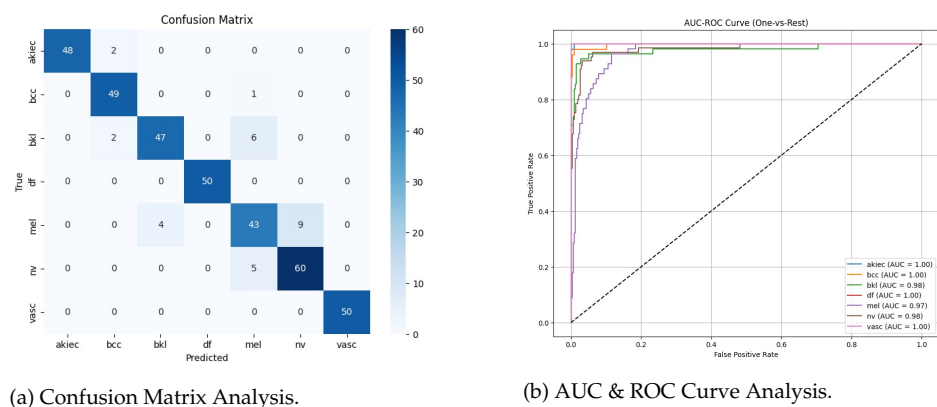 Confusion Matrix
akiec 48 2 0 0 0 0 0
bcc 0 49 0 0 1 0 0
bkl 0 2 47 0 6 0 0
df 0 0 0 50 0 0 0
mel 0 0 4 0 43 9 0
nv 0 0 0 0 5 60 0
vasc 0 0 0 0 0 0 50
True
akiec bcc bkl df mel nv vasc
Predicted
60
50
40
30
20
10
0
(a) Confusion Matrix Analysis.
AUC-ROC Curve (One-vs-Rest)
True Positive Rate
1.0
0.8
0.6
0.4
0.2
0.0
0.0 0.2 0.4 0.6 0.8 1.0
False Positive Rate
akiec (AUC = 1.00)
bcc (AUC = 1.00)
bkl (AUC = 0.98)
df (AUC = 1.00)
mel (AUC = 0.97)
nv (AUC = 0.98)
vasc (AUC = 1.00)
(b) AUC & ROC Curve Analysis.